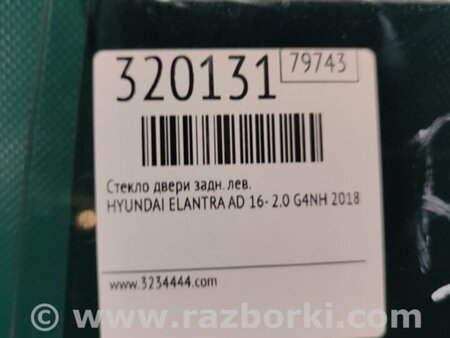 320131
79743
Стекло двери задн. лев.
HYUNDAI ELANTRA AD 16- 2.0 G4NH 2018
www.3234444.com
© www.razborki.com